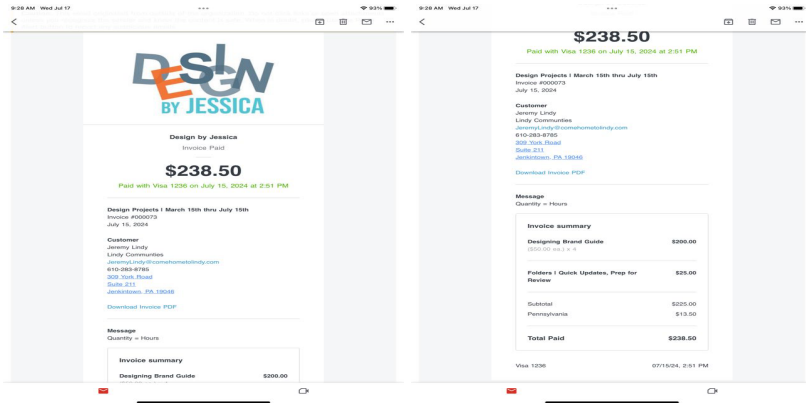 9:28 AM Wed Jul 17
93%
DESIGN
BY JESSICA
Design by Jessica
Invoice Paid
$238.50
Paid with Visa 1236 on July 15, 2024 at 2:51 PM
Design Projects | March 15th thru July 15th
Invoice #000073
July 15, 2024
Customer
Jeremy Lindy
Lindy Communties
JeremyLindy@comehometolindy.com
610-283-8785
309 York Road
Suite 211
Jenkintown, PA 19046
Download Invoice PDF
Message
Quantity = Hours
Invoice summary
Designing Brand Guide $200.00
9:28 AM Wed Jul 17
93%
$238.50
Paid with Visa 1236 on July 15, 2024 at 2:51 PM
Design Projects | March 15th thru July 15th
Invoice #000073
July 15, 2024
Customer
Jeremy Lindy
Lindy Communties
JeremyLindy@comehometolindy.com
610-283-8785
309 York Road
Suite 211
Jenkintown, PA 19046
Download Invoice PDF
Message
Quantity = Hours
Invoice summary
Designing Brand Guide $200.00
($50.00 ea.) x 4
Folders | Quick Updates, Prep for $25.00
Review
Subtotal $225.00
Pennsylvania $13.50
Total Paid $238.50
Visa 1236 07/15/24, 2:51 PM